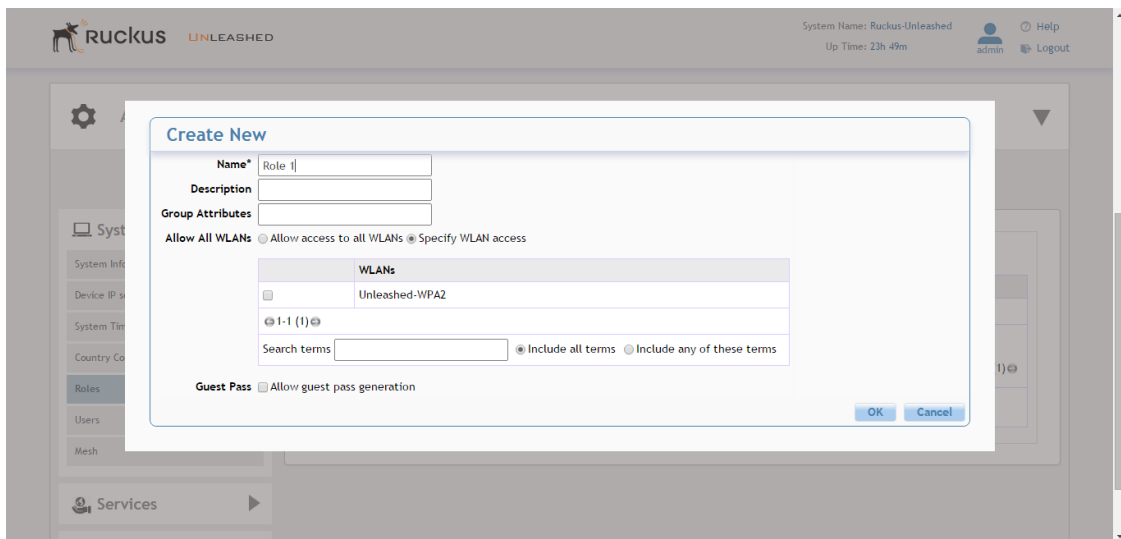 Ruckus UNLEASHED
System Name: Ruckus-Unleashed
Up Time: 23h 49m
admin
Help
Logout
Create New
Name* Role 1
Description
Group Attributes
Allow All WLANs Allow access to all WLANs Specify WLAN access
WLANs
Unleashed-WPA2
1-1 (1)
Search terms Include all terms Include any of these terms
Guest Pass Allow guest pass generation
OK Cancel
Syst
System Info
Device IP s
System Tim
Country Co
Roles
Users
Mesh
1)
Services